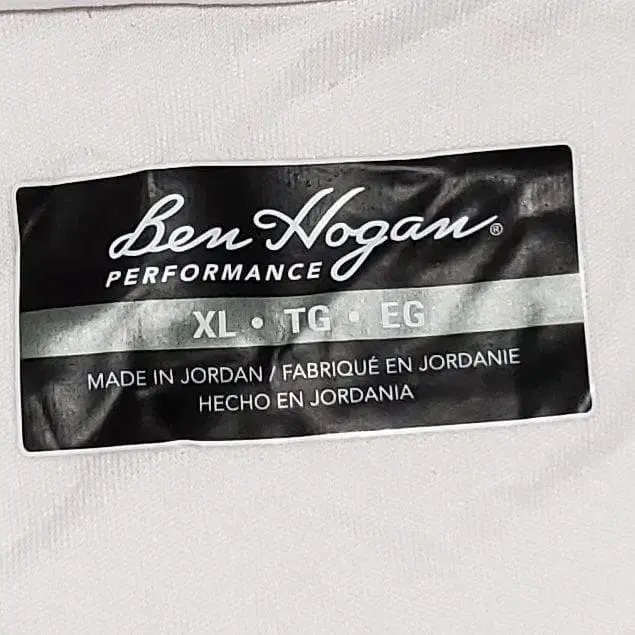 Ben Hogan®
PERFORMANCE
XL • TG • EG
MADE IN JORDAN / FABRIQUÉ EN JORDANIE
HECHO EN JORDANIA